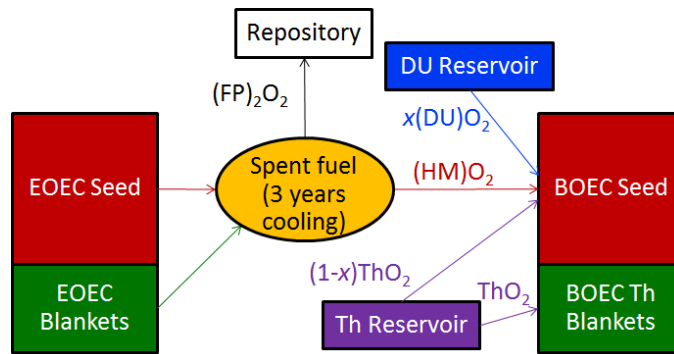 Repository
DU Reservoir
(FP)₂O₂
x(DU)O₂
EOEC Seed
Spent fuel
(3 years
cooling)
(HM)O₂
BOEC Seed
(1-x)ThO₂
EOEC
Blankets
Th Reservoir
ThO₂
BOEC Th
Blankets